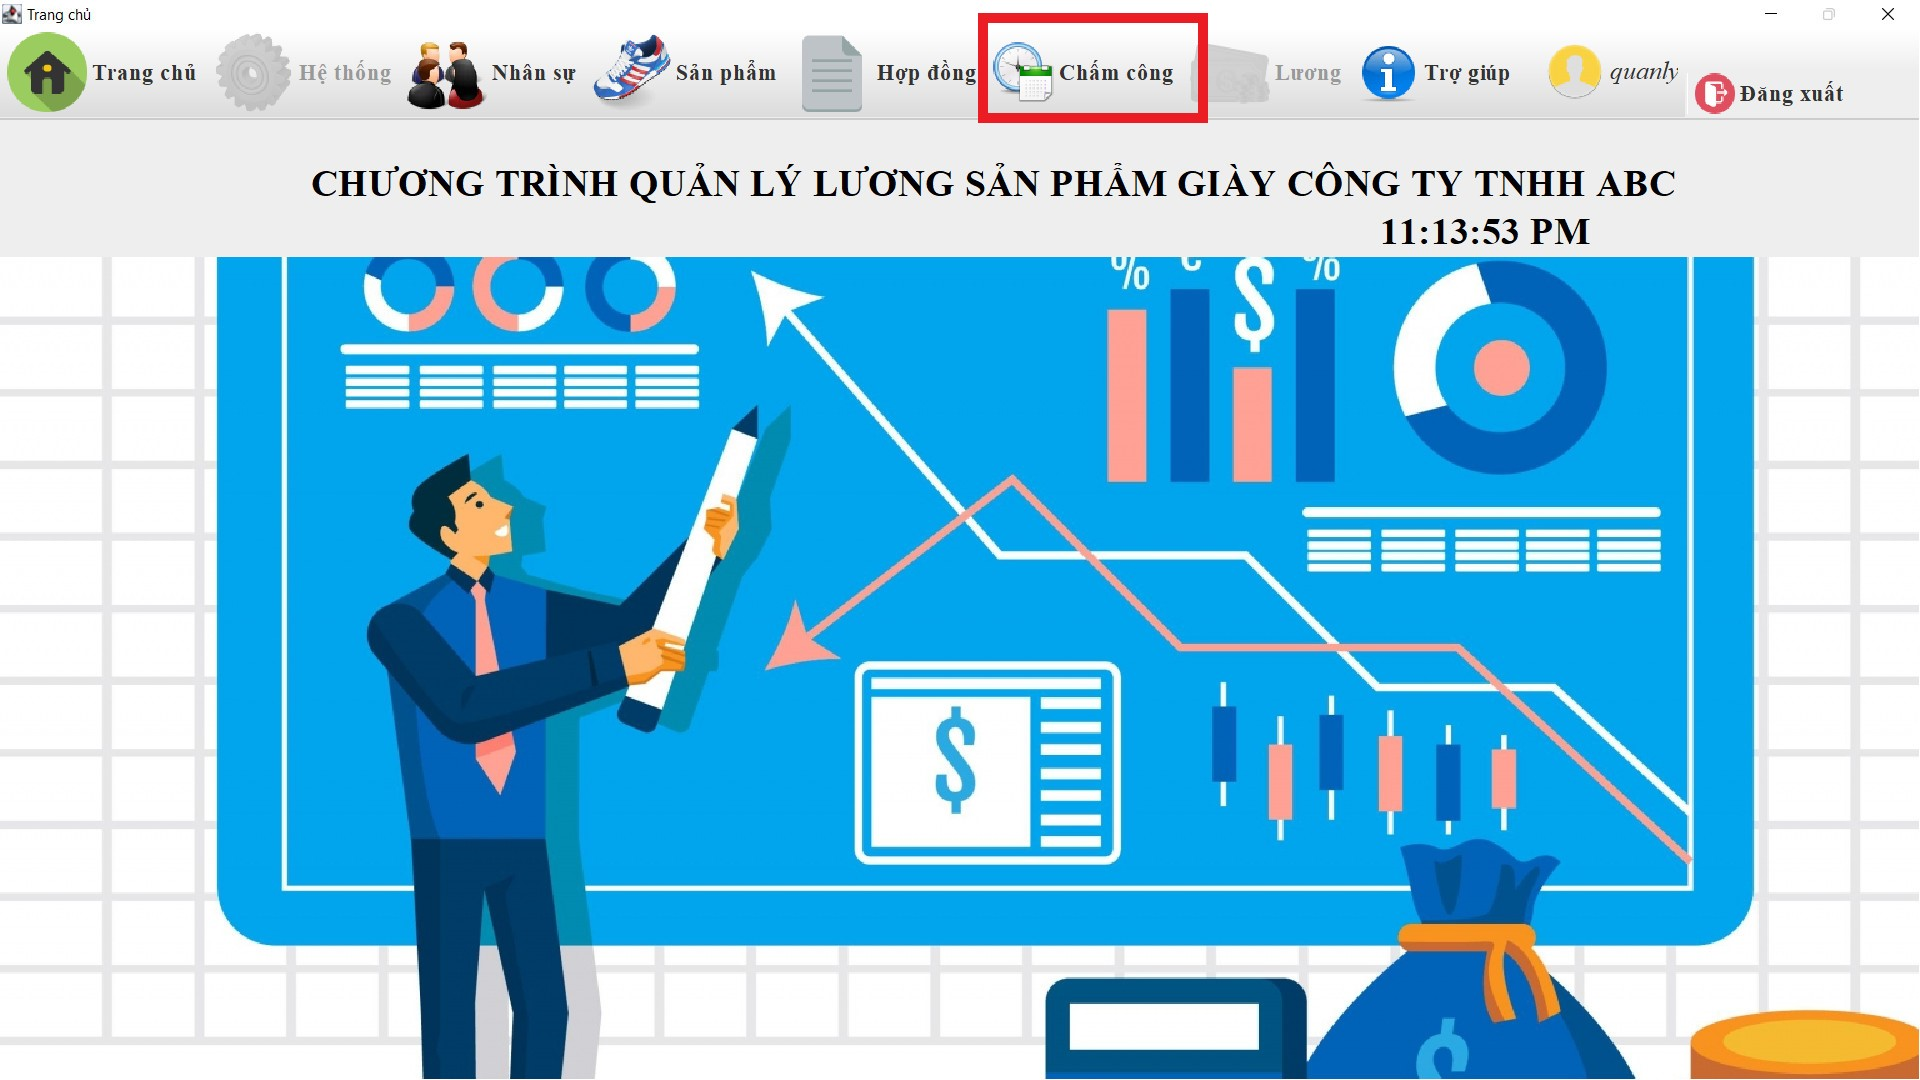 Trang chủ
Trang chủ Hệ thống Nhân sự Sản phẩm Hợp đồng Chấm công Lương Trợ giúp quanly Đăng xuất
CHƯƠNG TRÌNH QUẢN LÝ LƯƠNG SẢN PHẨM GIÀY CÔNG TY TNHH ABC
11:13:53 PM
% € $ %
$
$